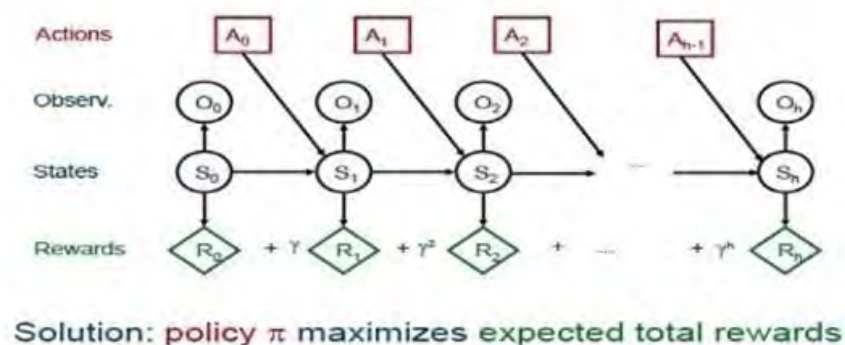 Actions A₀ A₁ A₂ Aₕ₋₁
Observ. O₀ O₁ O₂ Oₕ
States S₀ S₁ S₂ ... Sₕ
Rewards R₀ + γ R₁ + γ² R₂ + ... + γʰ Rₕ
Solution: policy π maximizes expected total rewards